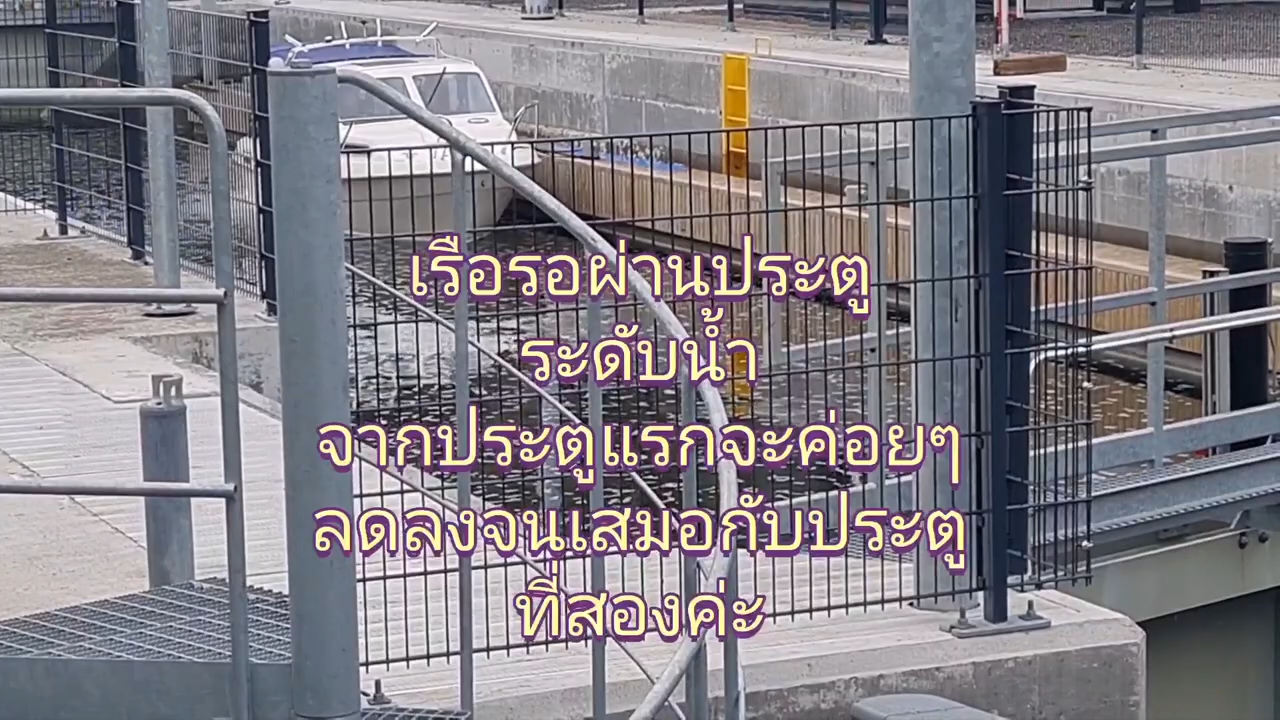 เรือรอผ่านประตู
ระดับน้ำ
จากประตูแรกจะค่อยๆ
ลดลงจนเสมอกับประตู
ที่สองค่ะ